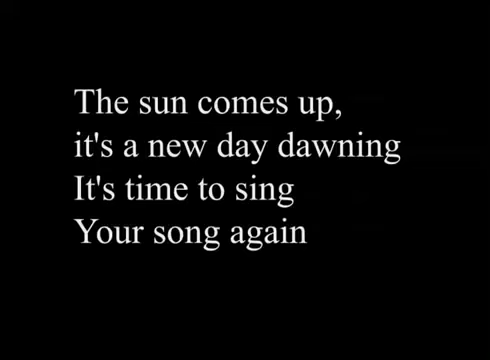 The sun comes up,
it's a new day dawning
It's time to sing
Your song again